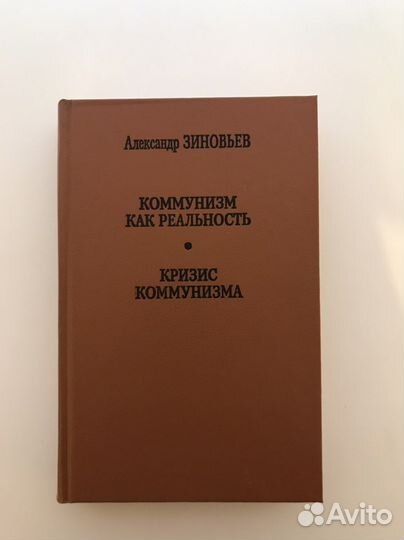 Александр ЗИНОВЬЕВ
КОММУНИЗМ
КАК РЕАЛЬНОСТЬ
•
КРИЗИС
КОММУНИЗМА
Avito